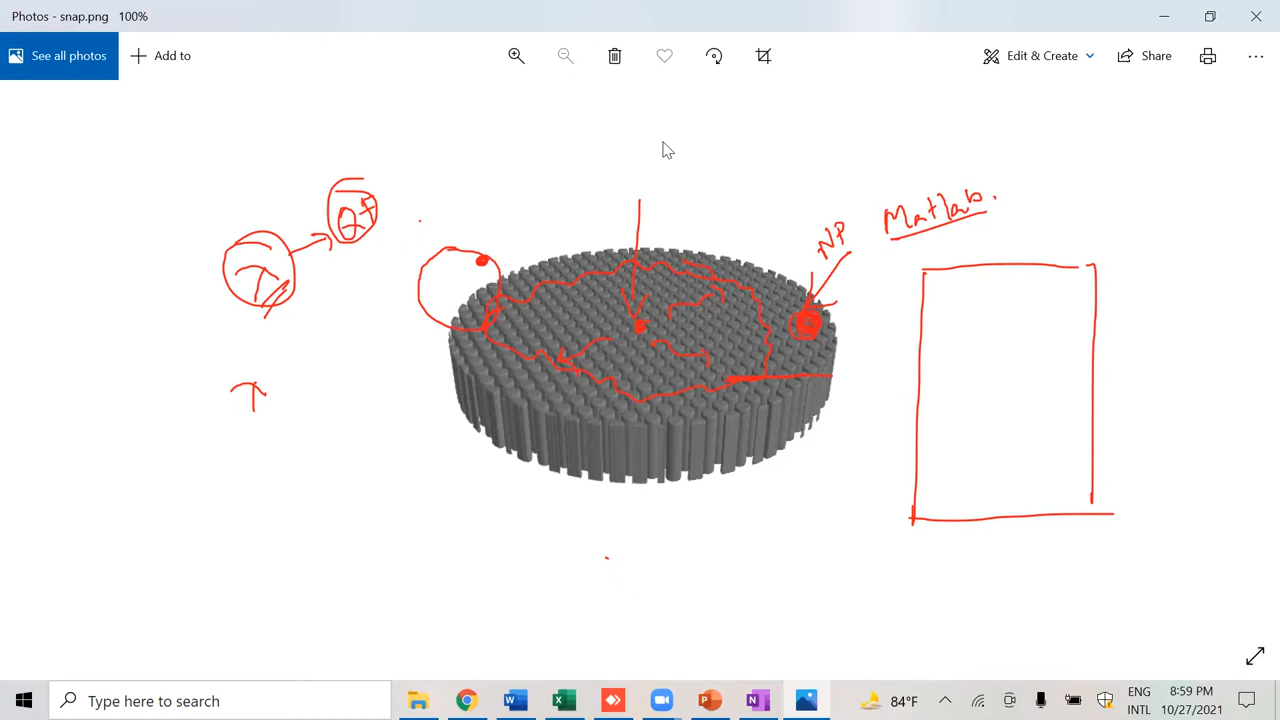 Photos - snap.png 100%
See all photos
Add to
Edit & Create
Share
NP
Matlab.
Type here to search
84°F
ENG
INTL
8:59 PM
10/27/2021